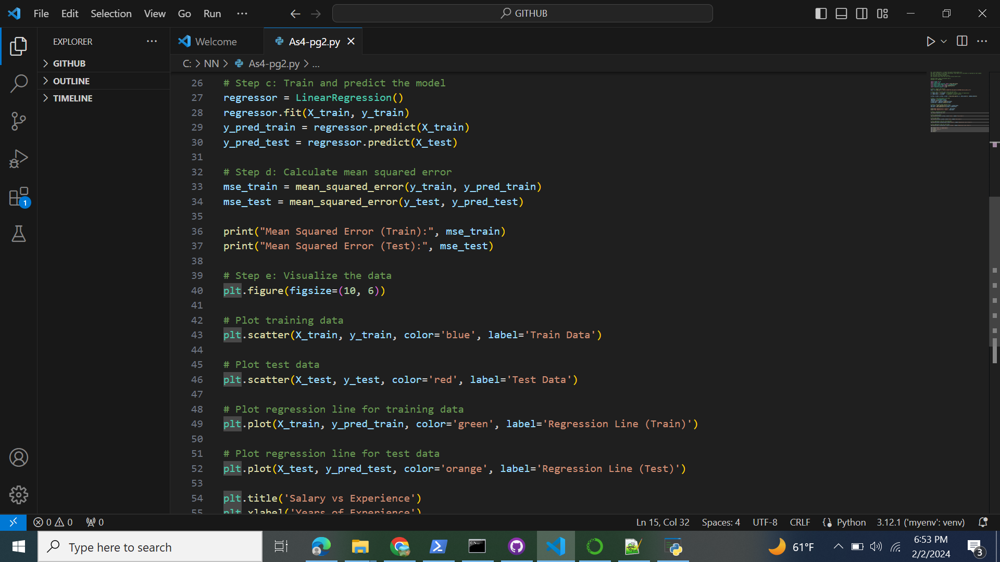 File Edit Selection View Go Run ... GITHUB
EXPLORER ...
GITHUB
OUTLINE
TIMELINE
1
Welcome As4-pg2.py
C: > NN > As4-pg2.py > ...
26 # Step c: Train and predict the model
27 regressor = LinearRegression()
28 regressor.fit(X_train, y_train)
29 y_pred_train = regressor.predict(X_train)
30 y_pred_test = regressor.predict(X_test)
31
32 # Step d: Calculate mean squared error
33 mse_train = mean_squared_error(y_train, y_pred_train)
34 mse_test = mean_squared_error(y_test, y_pred_test)
35
36 print("Mean Squared Error (Train):", mse_train)
37 print("Mean Squared Error (Test):", mse_test)
38
39 # Step e: Visualize the data
40 plt.figure(figsize=(10, 6))
41
42 # Plot training data
43 plt.scatter(X_train, y_train, color='blue', label='Train Data')
44
45 # Plot test data
46 plt.scatter(X_test, y_test, color='red', label='Test Data')
47
48 # Plot regression line for training data
49 plt.plot(X_train, y_pred_train, color='green', label='Regression Line (Train)')
50
51 # Plot regression line for test data
52 plt.plot(X_test, y_pred_test, color='orange', label='Regression Line (Test)')
53
54 plt.title('Salary vs Experience')
55 plt.xlabel('Years of Experience')
0 0 0 Ln 15, Col 32 Spaces: 4 UTF-8 CRLF Python 3.12.1 ('myenv': venv)
Type here to search 61°F 6:53 PM
2/2/2024 3